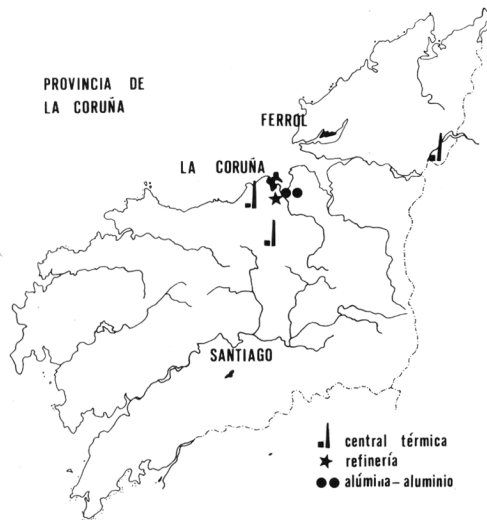 PROVINCIA DE
LA CORUÑA
FERROL
LA CORUÑA
SANTIAGO
central térmica
refinería
alúmina-aluminio